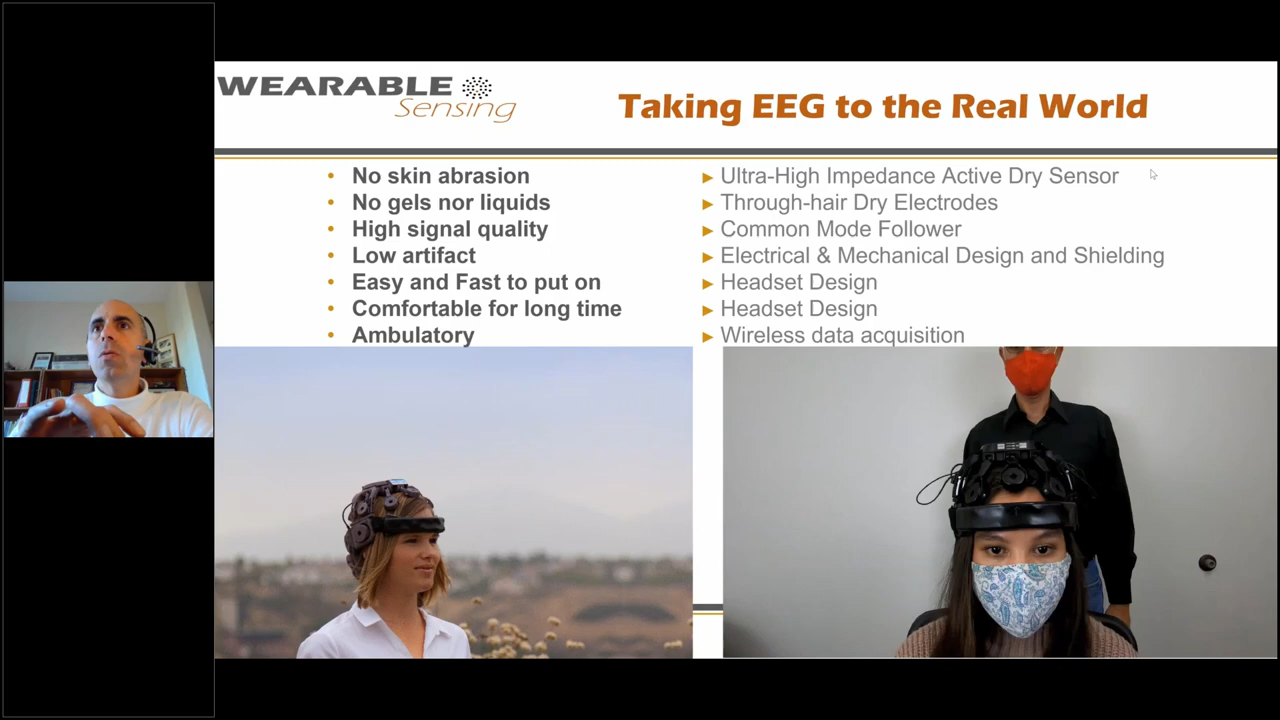 WEARABLE
Sensing
Taking EEG to the Real World
• No skin abrasion
• No gels nor liquids
• High signal quality
• Low artifact
• Easy and Fast to put on
• Comfortable for long time
• Ambulatory
► Ultra-High Impedance Active Dry Sensor
► Through-hair Dry Electrodes
► Common Mode Follower
► Electrical & Mechanical Design and Shielding
► Headset Design
► Headset Design
► Wireless data acquisition